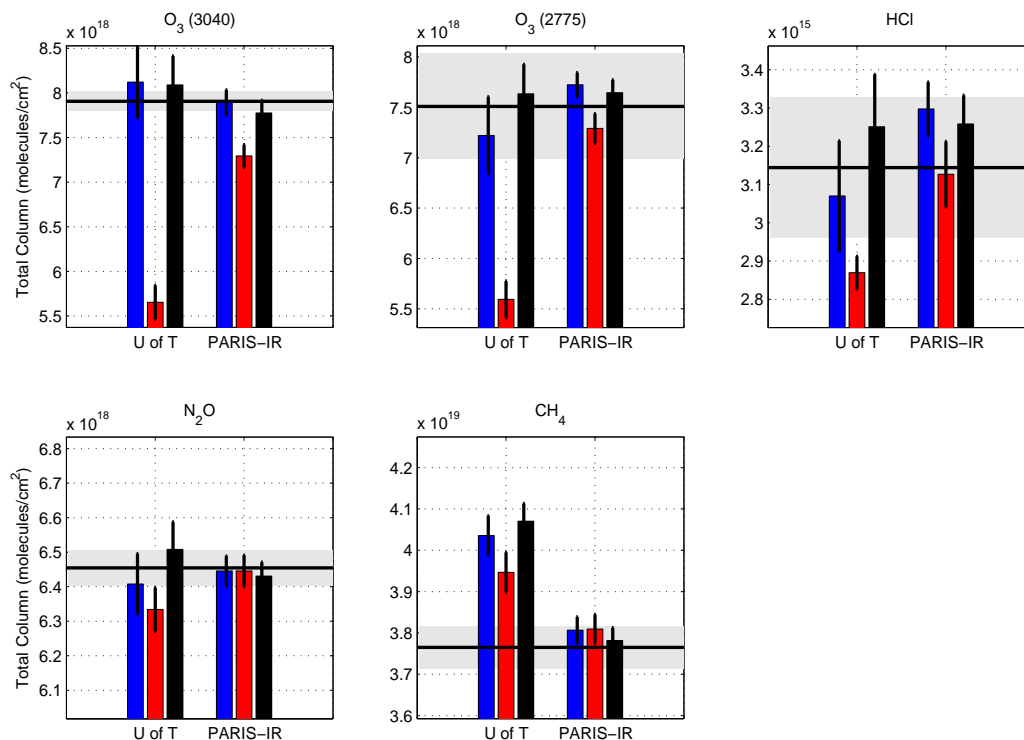 O3 (3040)
x 10^18
Total Column (molecules/cm^2)
8.5
8
7.5
7
6.5
6
5.5
U of T PARIS–IR
O3 (2775)
x 10^18
8
7.5
7
6.5
6
5.5
U of T PARIS–IR
HCl
x 10^15
3.4
3.3
3.2
3.1
3
2.9
2.8
U of T PARIS–IR
N2O
x 10^18
Total Column (molecules/cm^2)
6.8
6.7
6.6
6.5
6.4
6.3
6.2
6.1
U of T PARIS–IR
CH4
x 10^19
4.2
4.1
4
3.9
3.8
3.7
3.6
U of T PARIS–IR